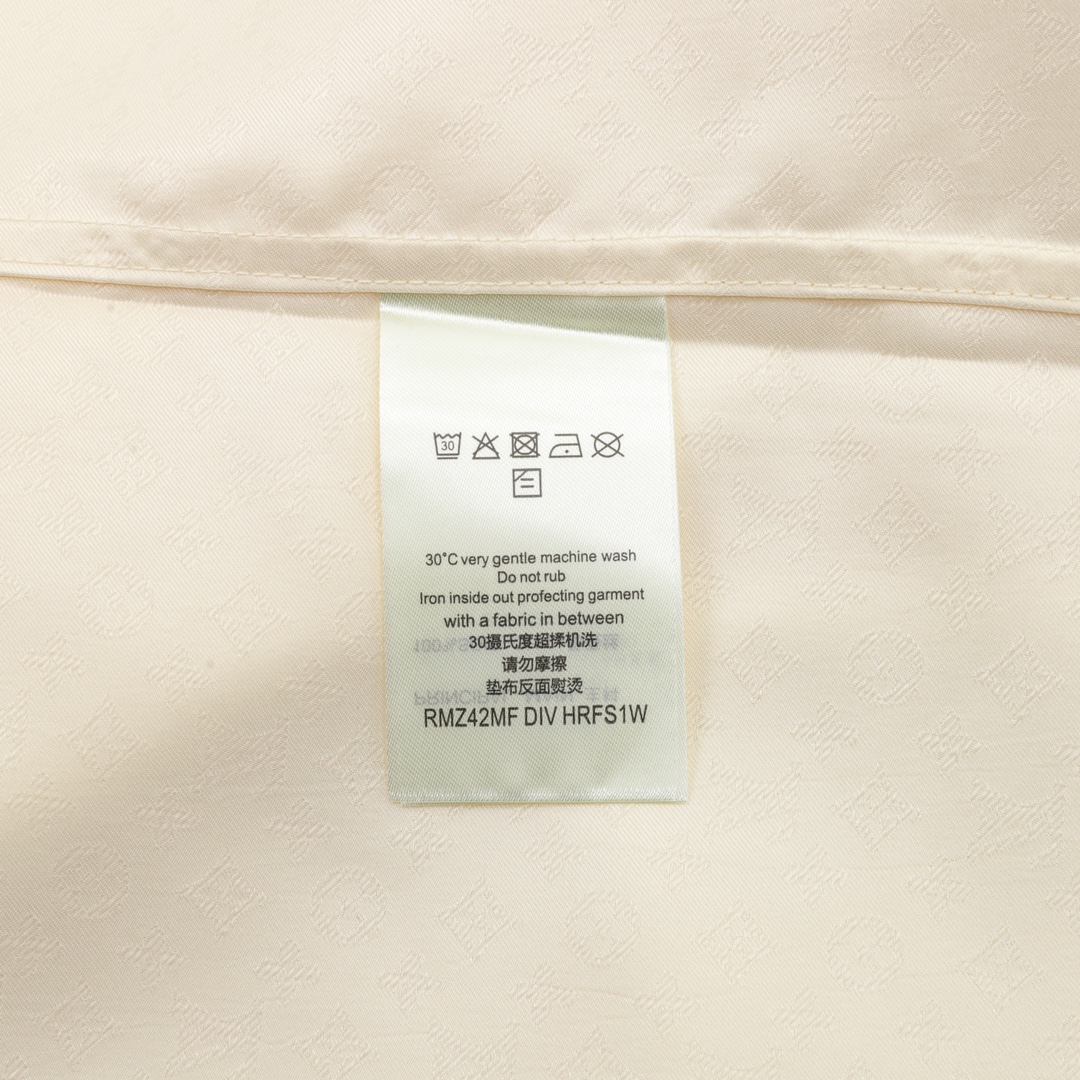 30
30°C very gentle machine wash
Do not rub
Iron inside out profecting garment
with a fabric in between
30摄氏度超揉机洗
请勿摩擦
垫布反面熨烫
RMZ42MF DIV HRFS1W